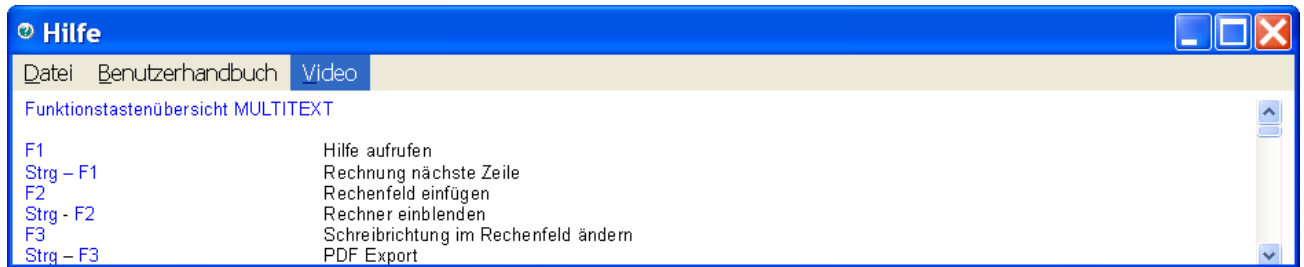 Hilfe
Datei Benutzerhandbuch Video
Funktionstastenübersicht MULTITEXT
F1 Hilfe aufrufen
Strg – F1 Rechnung nächste Zeile
F2 Rechenfeld einfügen
Strg - F2 Rechner einblenden
F3 Schreibrichtung im Rechenfeld ändern
Strg – F3 PDF Export